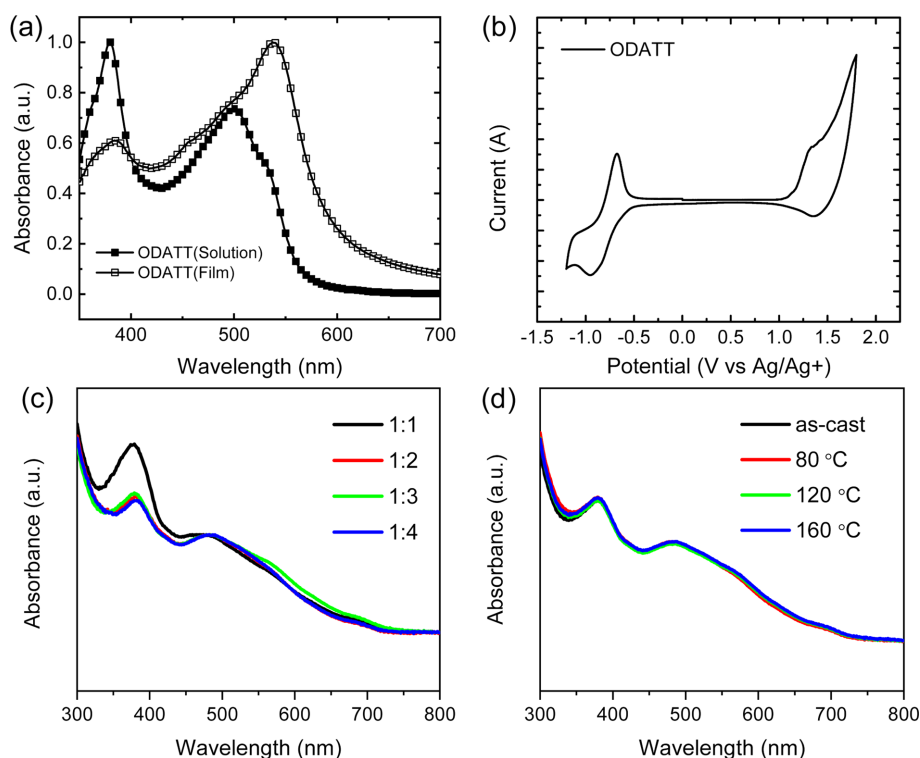 (a)
1.0
0.8
0.6
0.4
0.2
0.0
Absorbance (a.u.)
ODATT(Solution)
ODATT(Film)
400
500
600
700
Wavelength (nm)
(b)
ODATT
Current (A)
-1.5
-1.0
-0.5
0.0
0.5
1.0
1.5
2.0
Potential (V vs Ag/Ag+)
(c)
1:1
1:2
1:3
1:4
Absorbance (a.u.)
300
400
500
600
700
800
Wavelength (nm)
(d)
as-cast
80 °C
120 °C
160 °C
Absorbance (a.u.)
300
400
500
600
700
800
Wavelength (nm)